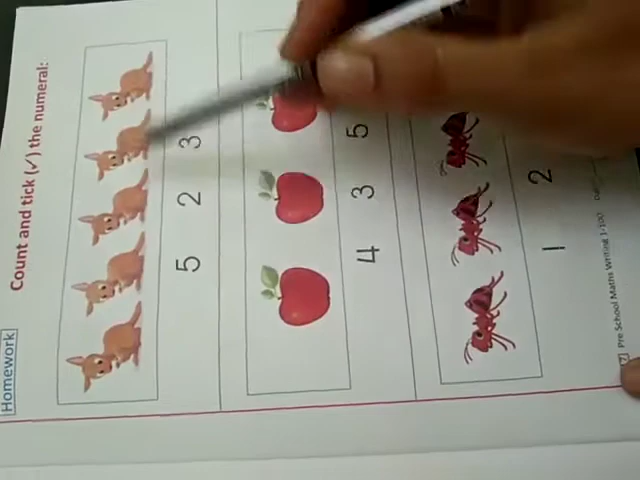 Homework
Count and tick (✓) the numeral:
5 2 3
4 3 5
1 2
Pre School Maths Writing 1-100